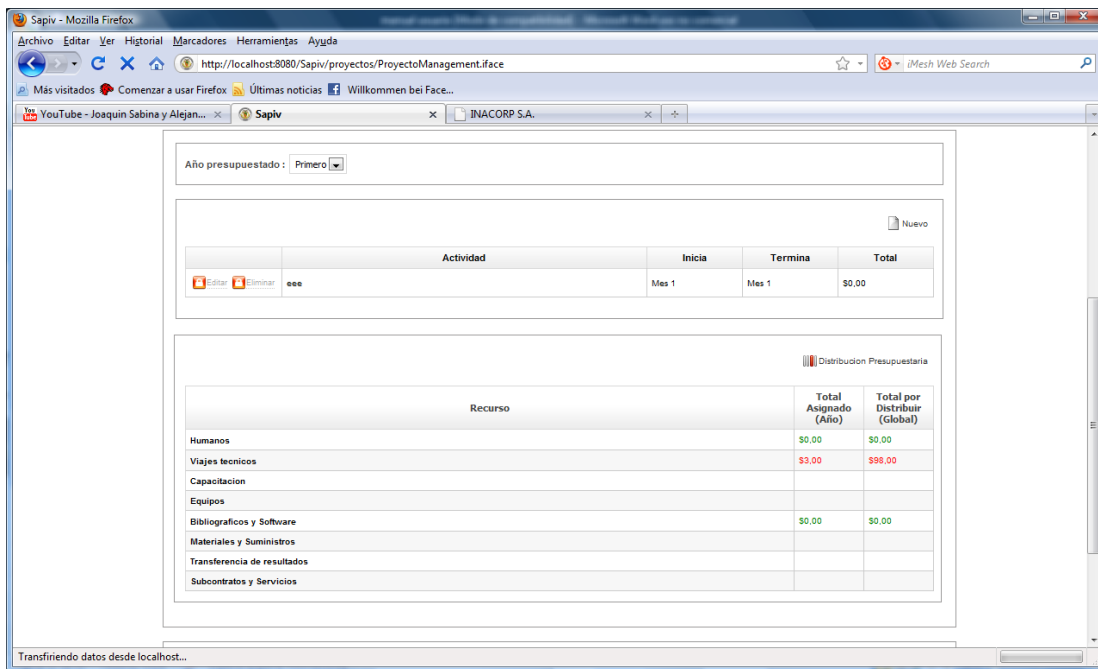 Sapiv - Mozilla Firefox
Archivo Editar Ver Historial Marcadores Herramientas Ayuda
http://localhost:8080/Sapiv/proyectos/ProyectoManagement.iface
iMesh Web Search
Más visitados Comenzar a usar Firefox Últimas noticias Willkommen bei Face...
YouTube - Joaquin Sabina y Alejan... Sapiv INACORP S.A.
Año presupuestado : Primero
Nuevo
Actividad Inicia Termina Total
Editar Eliminar eee Mes 1 Mes 1 $0,00
Distribucion Presupuestaria
Recurso Total Asignado (Año) Total por Distribuir (Global)
Humanos $0,00 $0,00
Viajes tecnicos $3,00 $98,00
Capacitacion
Equipos
Bibliograficos y Software $0,00 $0,00
Materiales y Suministros
Transferencia de resultados
Subcontratos y Servicios
Transfiriendo datos desde localhost...